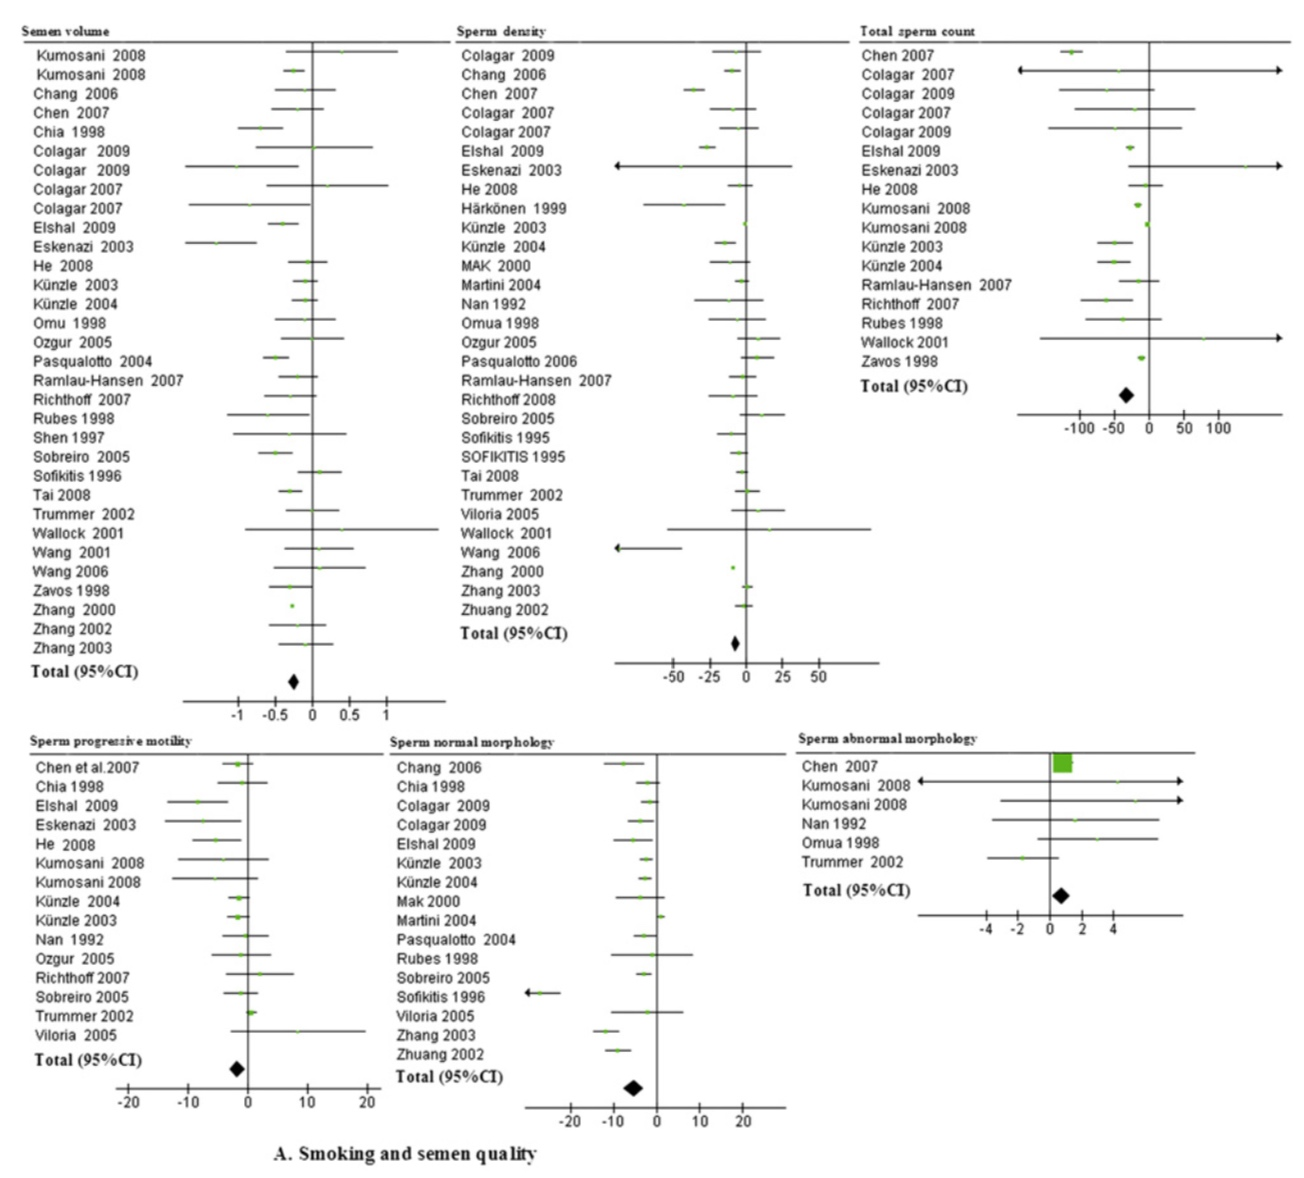 Semen volume
Kumosani 2008
Kumosani 2008
Chang 2006
Chen 2007
Chia 1998
Colagar 2009
Colagar 2009
Colagar 2007
Colagar 2007
Elshal 2009
Eskenazi 2003
He 2008
Künzle 2003
Künzle 2004
Omu 1998
Ozgur 2005
Pasqualotto 2004
Ramlau-Hansen 2007
Richthoff 2007
Rubes 1998
Shen 1997
Sobreiro 2005
Sofikitis 1996
Tai 2008
Trummer 2002
Wallock 2001
Wang 2001
Wang 2006
Zavos 1998
Zhang 2000
Zhang 2002
Zhang 2003
Total (95%CI)
-1 -0.5 0 0.5 1
Sperm density
Colagar 2009
Chang 2006
Chen 2007
Colagar 2007
Colagar 2007
Elshal 2009
Eskenazi 2003
He 2008
Härkönen 1999
Künzle 2003
Künzle 2004
MAK 2000
Martini 2004
Nan 1992
Omua 1998
Ozgur 2005
Pasqualotto 2006
Ramlau-Hansen 2007
Richthoff 2008
Sobreiro 2005
Sofikitis 1995
SOFIKITIS 1995
Tai 2008
Trummer 2002
Viloria 2005
Wallock 2001
Wang 2006
Zhang 2000
Zhang 2003
Zhuang 2002
Total (95%CI)
-50 -25 0 25 50
Total sperm count
Chen 2007
Colagar 2007
Colagar 2009
Colagar 2007
Colagar 2009
Elshal 2009
Eskenazi 2003
He 2008
Kumosani 2008
Kumosani 2008
Künzle 2003
Künzle 2004
Ramlau-Hansen 2007
Richthoff 2007
Rubes 1998
Wallock 2001
Zavos 1998
Total (95%CI)
-100 -50 0 50 100
Sperm progressive motility
Chen et al.2007
Chia 1998
Elshal 2009
Eskenazi 2003
He 2008
Kumosani 2008
Kumosani 2008
Künzle 2004
Künzle 2003
Nan 1992
Ozgur 2005
Richthoff 2007
Sobreiro 2005
Trummer 2002
Viloria 2005
Total (95%CI)
-20 -10 0 10 20
Sperm normal morphology
Chang 2006
Chia 1998
Colagar 2009
Colagar 2009
Elshal 2009
Künzle 2003
Künzle 2004
Mak 2000
Martini 2004
Pasqualotto 2004
Rubes 1998
Sobreiro 2005
Sofikitis 1996
Viloria 2005
Zhang 2003
Zhuang 2002
Total (95%CI)
-20 -10 0 10 20
Sperm abnormal morphology
Chen 2007
Kumosani 2008
Kumosani 2008
Nan 1992
Omua 1998
Trummer 2002
Total (95%CI)
-4 -2 0 2 4
A. Smoking and semen quality